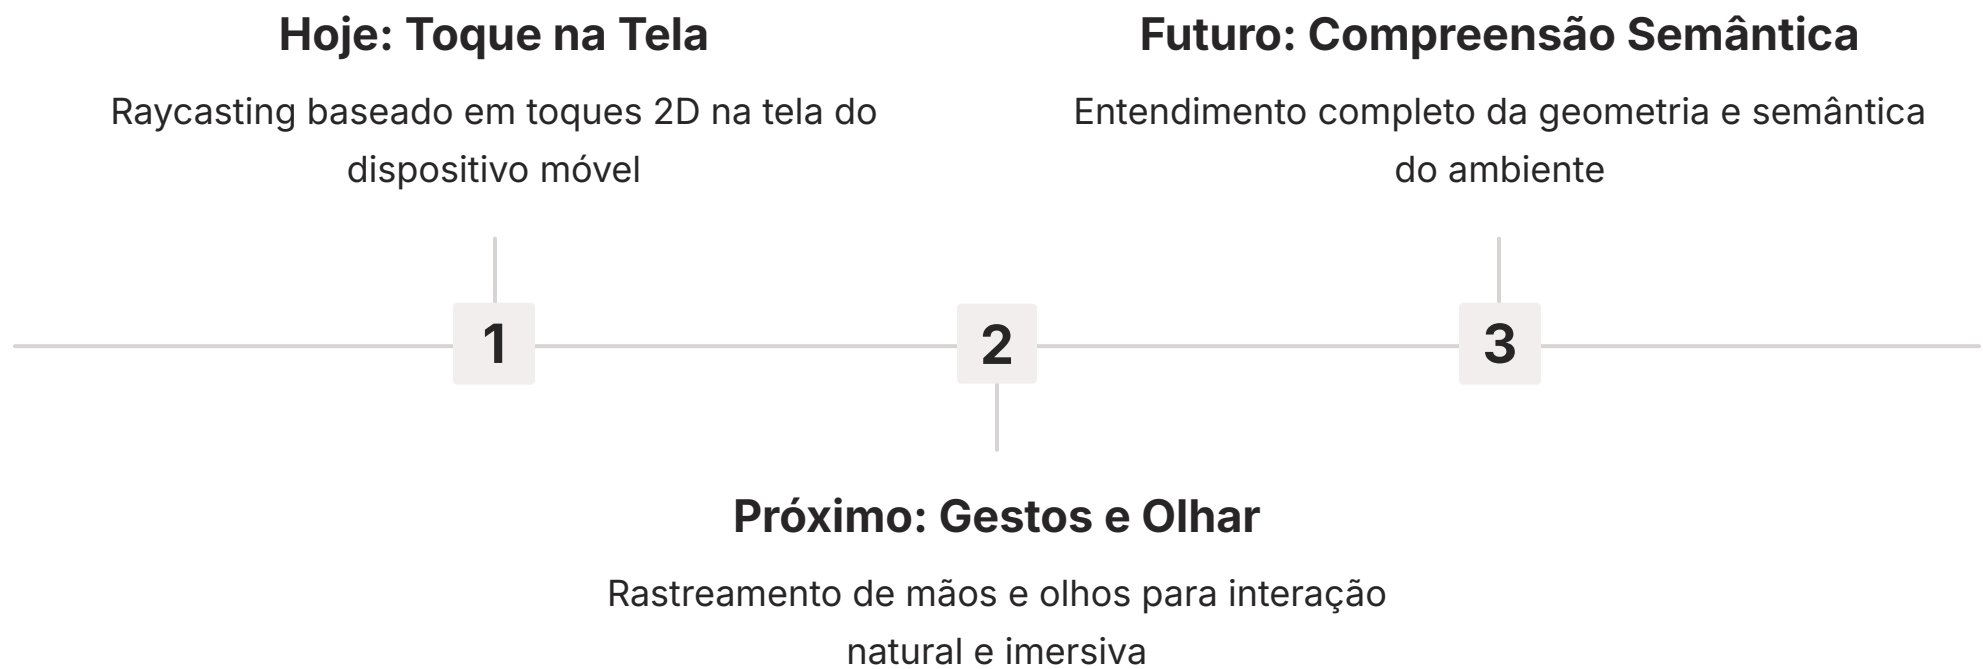 Hoje: Toque na Tela
Raycasting baseado em toques 2D na tela do
dispositivo móvel
1
Próximo: Gestos e Olhar
Rastreamento de mãos e olhos para interação
natural e imersiva
2
Futuro: Compreensão Semântica
Entendimento completo da geometria e semântica
do ambiente
3